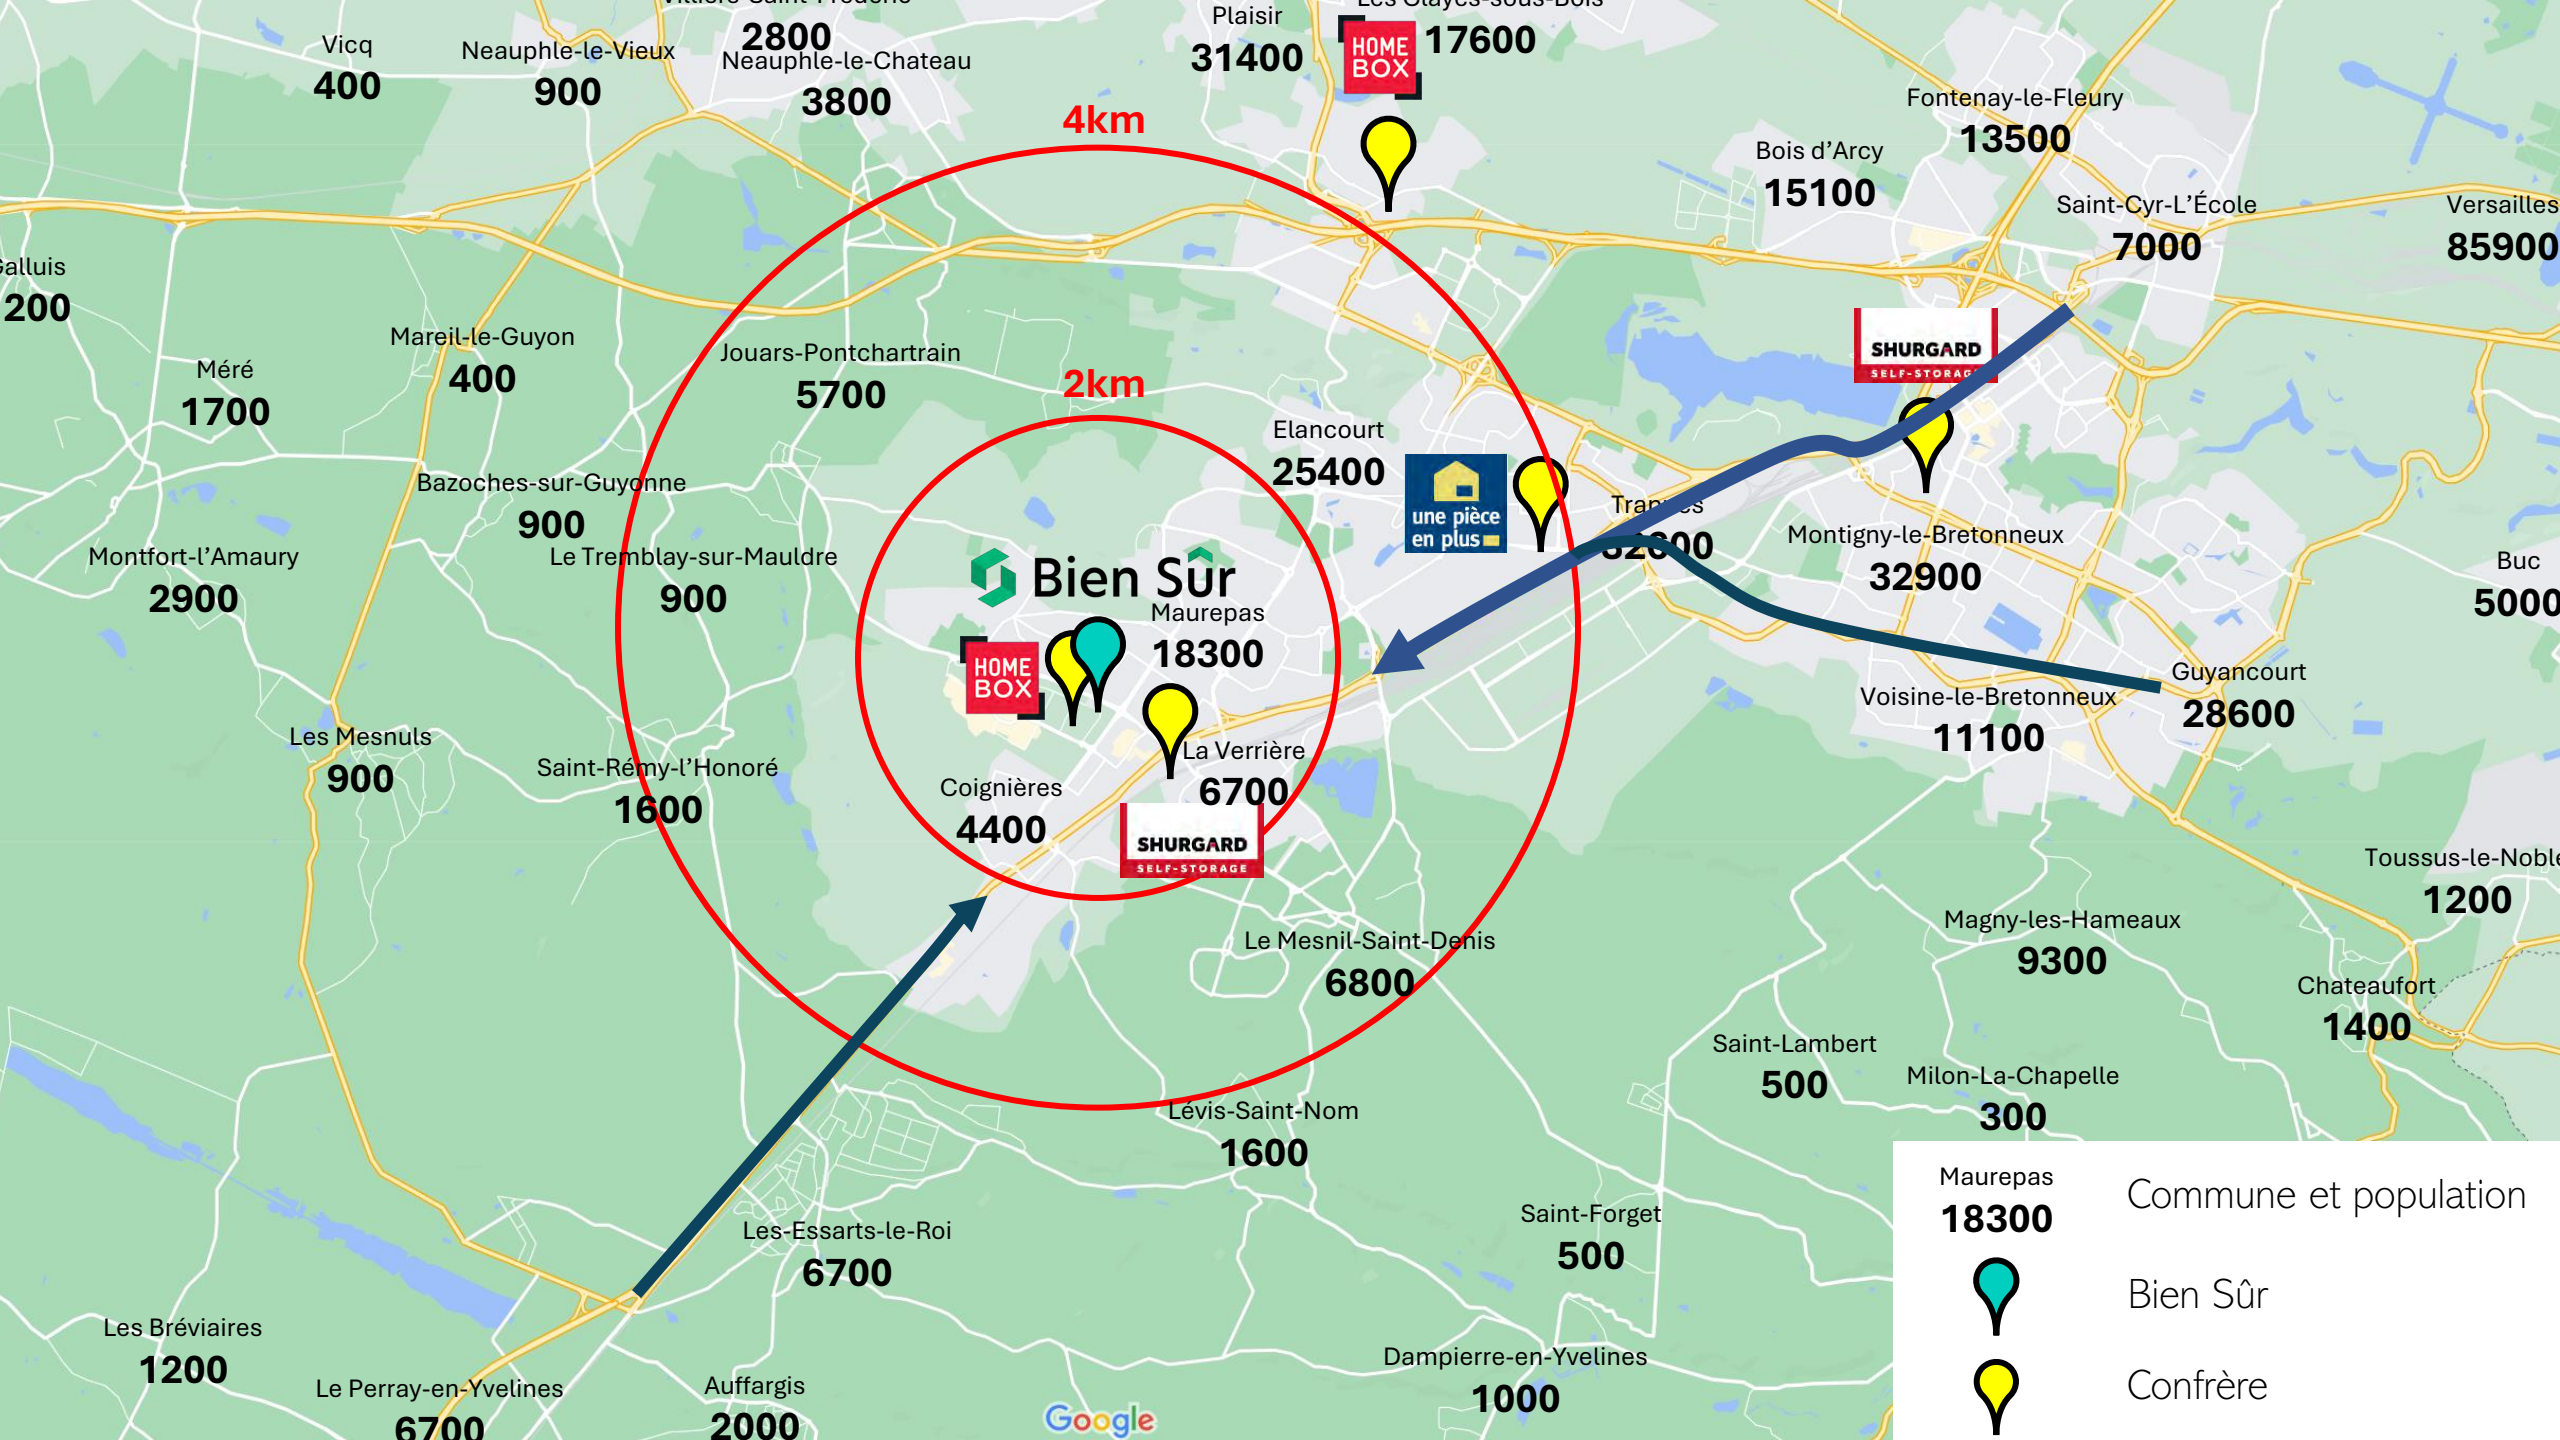 Plaisir
31400
HOME
BOX
17600
Vicq
400
Neauphle-le-Vieux
900
2800
Neauphle-le-Chateau
3800
4km
Fontenay-le-Fleury
13500
Bois d’Arcy
15100
Saint-Cyr-L’École
7000
Versailles
85900
alluis
200
Mareil-le-Guyon
400
Méré
1700
Jouars-Pontchartrain
5700
2km
SHURGARD
SELF-STORAGE
Elancourt
25400
une pièce
en plus
Bazoches-sur-Guyonne
900
Montigny-le-Bretonneux
32900
Montfort-l’Amaury
2900
Le Tremblay-sur-Mauldre
900
Bien Sûr
Maurepas
18300
Buc
5000
HOME
BOX
Guyancourt
28600
Voisine-le-Bretonneux
11100
Les Mesnuls
900
Saint-Rémy-l’Honoré
1600
La Verrière
6700
Coignières
4400
SHURGARD
SELF-STORAGE
Toussus-le-Noble
1200
Le Mesnil-Saint-Denis
6800
Magny-les-Hameaux
9300
Chateaufort
1400
Saint-Lambert
500
Milon-La-Chapelle
300
Lévis-Saint-Nom
1600
Les-Essarts-le-Roi
6700
Saint-Forget
500
Les Bréviaires
1200
Le Perray-en-Yvelines
6700
Auffargis
2000
Dampierre-en-Yvelines
1000
Google
Maurepas
18300
Commune et population
Bien Sûr
Confrère